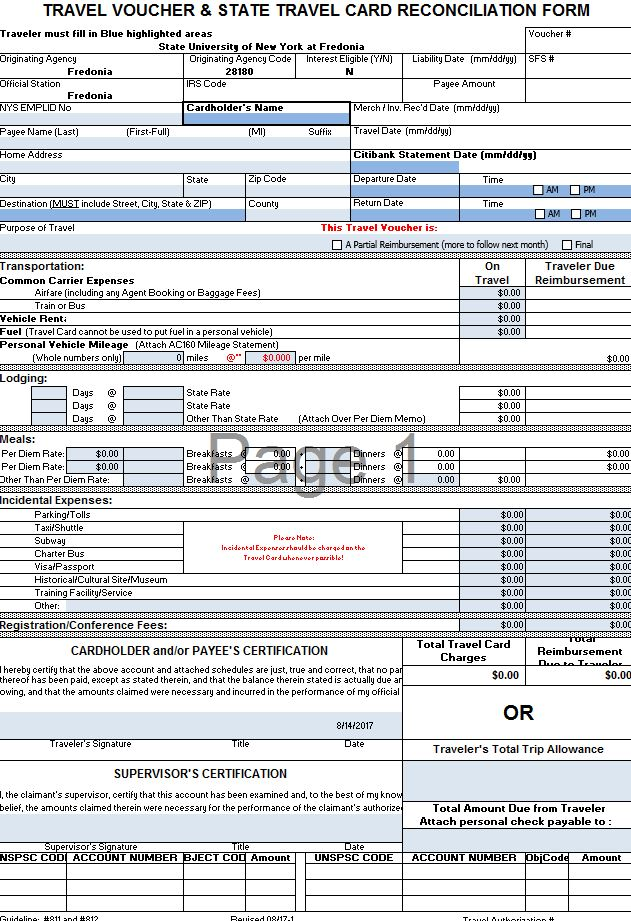 TRAVEL VOUCHER & STATE TRAVEL CARD RECONCILIATION FORM
Traveler must fill in Blue highlighted areas
Voucher #
State University of New York at Fredonia
Originating Agency Originating Agency Code Interest Eligible (Y/N) Liability Date (mm/dd/yy) SFS #
Fredonia 28180 N
Official Station IRS Code Payee Amount
Fredonia
NYS EMPLID No Cardholder's Name Merch / Inv. Rec'd Date (mm/dd/yy)
Payee Name (Last) (First-Full) (MI) Suffix Travel Date (mm/dd/yy)
Home Address Citibank Statement Date (mm/dd/yy)
City State Zip Code Departure Date Time
AM PM
Destination (MUST include Street, City, State & ZIP) County Return Date Time
AM PM
Purpose of Travel This Travel Voucher is:
A Partial Reimbursement (more to follow next month) Final
Transportation: On Traveler Due
Common Carrier Expenses Travel Reimbursement
Airfare (including any Agent Booking or Baggage Fees) $0.00
Train or Bus $0.00
Vehicle Renta $0.00
Fuel (Travel Card cannot be used to put fuel in a personal vehicle) $0.00
Personal Vehicle Mileage (Attach AC160 Mileage Statement)
(Whole numbers only) 0 miles @** $0.000 per mile $0.00
Lodging:
Days @ State Rate $0.00
Days @ State Rate $0.00
Days @ Other Than State Rate (Attach Over Per Diem Memo) $0.00
Meals:
Page 1
Per Diem Rate: $0.00 Breakfasts @ 0.00 + Dinners @ 0.00 $0.00
Per Diem Rate: $0.00 Breakfasts @ 0.00 + Dinners @ 0.00 $0.00
Other Than Per Diem Rate: Breakfasts @ + Dinners @ 0.00 $0.00
Incidental Expenses:
Parking/Tolls $0.00 $0.00
Taxi/Shuttle $0.00 $0.00
Subway $0.00 $0.00
Charter Bus $0.00 $0.00
Visa/Passport $0.00 $0.00
Please Note:
Incidental Expenses should be charged on the
Travel Card whenever possible!
Historical/Cultural Site/Museum $0.00 $0.00
Training Facility/Service $0.00 $0.00
Other: $0.00 $0.00
Registration/Conference Fees: $0.00 $0.00
CARDHOLDER and/or PAYEE'S CERTIFICATION
Total Travel Card
Charges
Total
Reimbursement
Due to Traveler
I hereby certify that the above account and attached schedules are just, true and correct, that no par
thereof has been paid, except as stated therein, and that the balance therein stated is actually due an
owing, and that the amounts claimed were necessary and incurred in the performance of my official
$0.00 $0.00
OR
8/14/2017
Traveler's Signature Title Date
Traveler's Total Trip Allowance
SUPERVISOR'S CERTIFICATION
I, the claimant's supervisor, certify that this account has been examined and, to the best of my know
belief, the amounts claimed therein were necessary for the performance of the claimant's authorize
Total Amount Due from Traveler
Attach personal check payable to :
Supervisor's Signature Title Date
NSPSC COD ACCOUNT NUMBER BJECT COD Amount UNSPSC CODE ACCOUNT NUMBER ObjCode Amount
Guideline: #811 and #812 Revised 08/17-1 Travel Authorization #